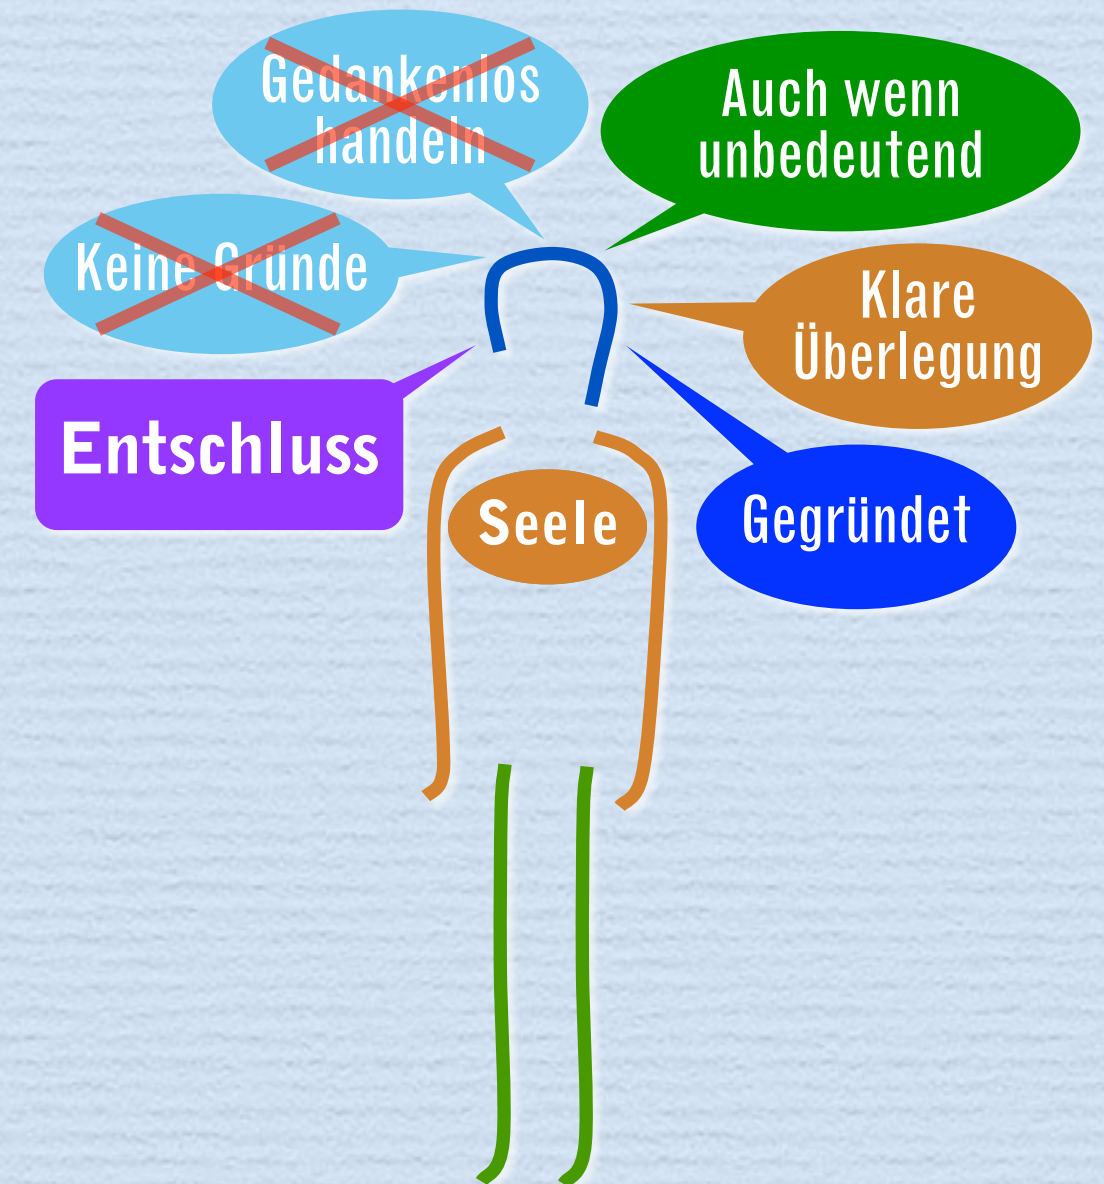 Gedankenlos
handeln
Auch wenn
unbedeutend
Keine Gründe
Klare
Überlegung
Entschluss
Seele
Gegründet